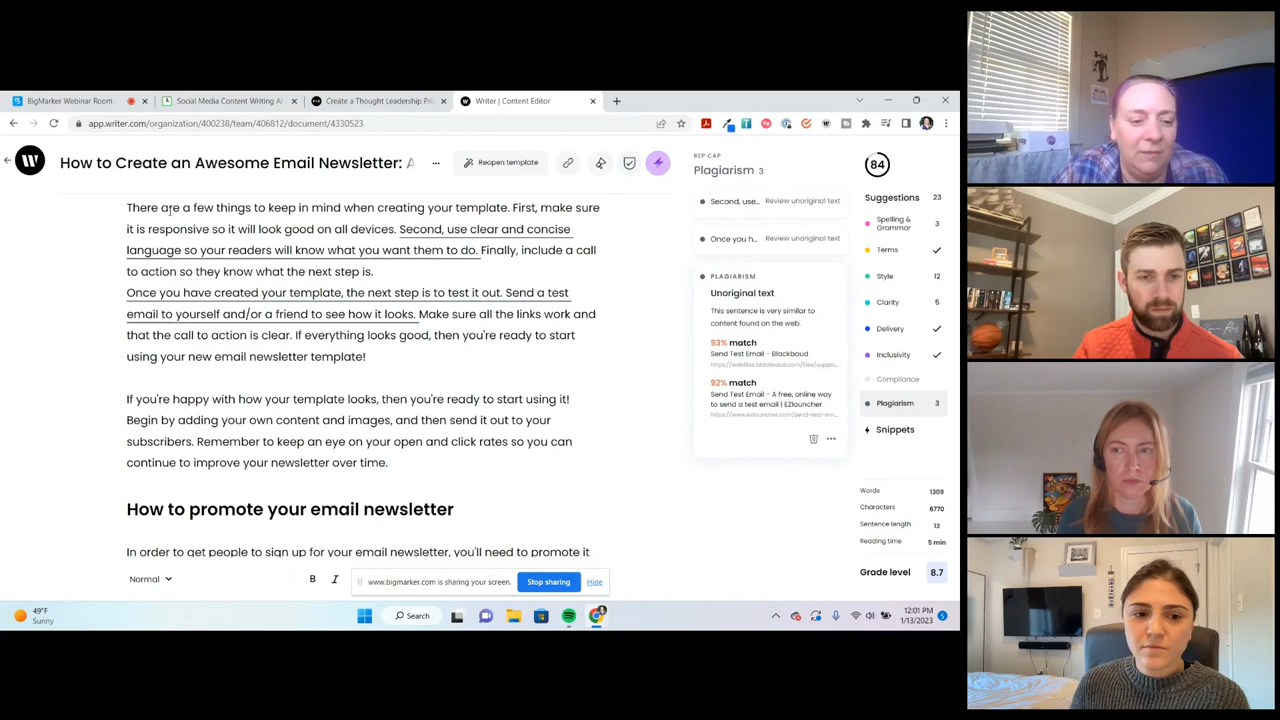 BigMarker Webinar Room
Social Media Content Writing
Create a Thought Leadership Pr
Writer | Content Editor
W
How to Create an Awesome Email Newsletter: A
Reopen template
There are a few things to keep in mind when creating your template. First, make sure
it is responsive so it will look good on all devices. Second, use clear and concise
language so your readers will know what you want them to do. Finally, include a call
to action so they know what the next step is.
Once you have created your template, the next step is to test it out. Send a test
email to yourself and/or a friend to see how it looks. Make sure all the links work and
that the call to action is clear. If everything looks good, then you're ready to start
using your new email newsletter template!
If you're happy with how your template looks, then you're ready to start using it!
Begin by adding your own content and images, and then send it out to your
subscribers. Remember to keep an eye on your open and click rates so you can
continue to improve your newsletter over time.
How to promote your email newsletter
In order to get people to sign up for your email newsletter, you'll need to promote it
Normal
B I
www.bigmarker.com is sharing your screen.
Stop sharing
Hide
REP CAP
Plagiarism 3
Second, use... Review unoriginal text
Once you h... Review unoriginal text
PLAGIARISM
Unoriginal text
This sentence is very similar to
content found on the web.
93% match
Send Test Email - Blackbaud
https://webfiles.blackbaud.com/files/suppo...
92% match
Send Test Email - A free, online way
to send a test email | EZlauncher
https://www.ezlauncher.com/send-test-em...
84
Suggestions 23
Spelling &
Grammar 3
Terms
Style 12
Clarity 5
Delivery
Inclusivity
Compliance
Plagiarism 3
Snippets
Words 1309
Characters 6770
Sentence length 13
Reading time 5 min
Grade level 8.7
49°F
Sunny
Search
12:01 PM
1/13/2023
5